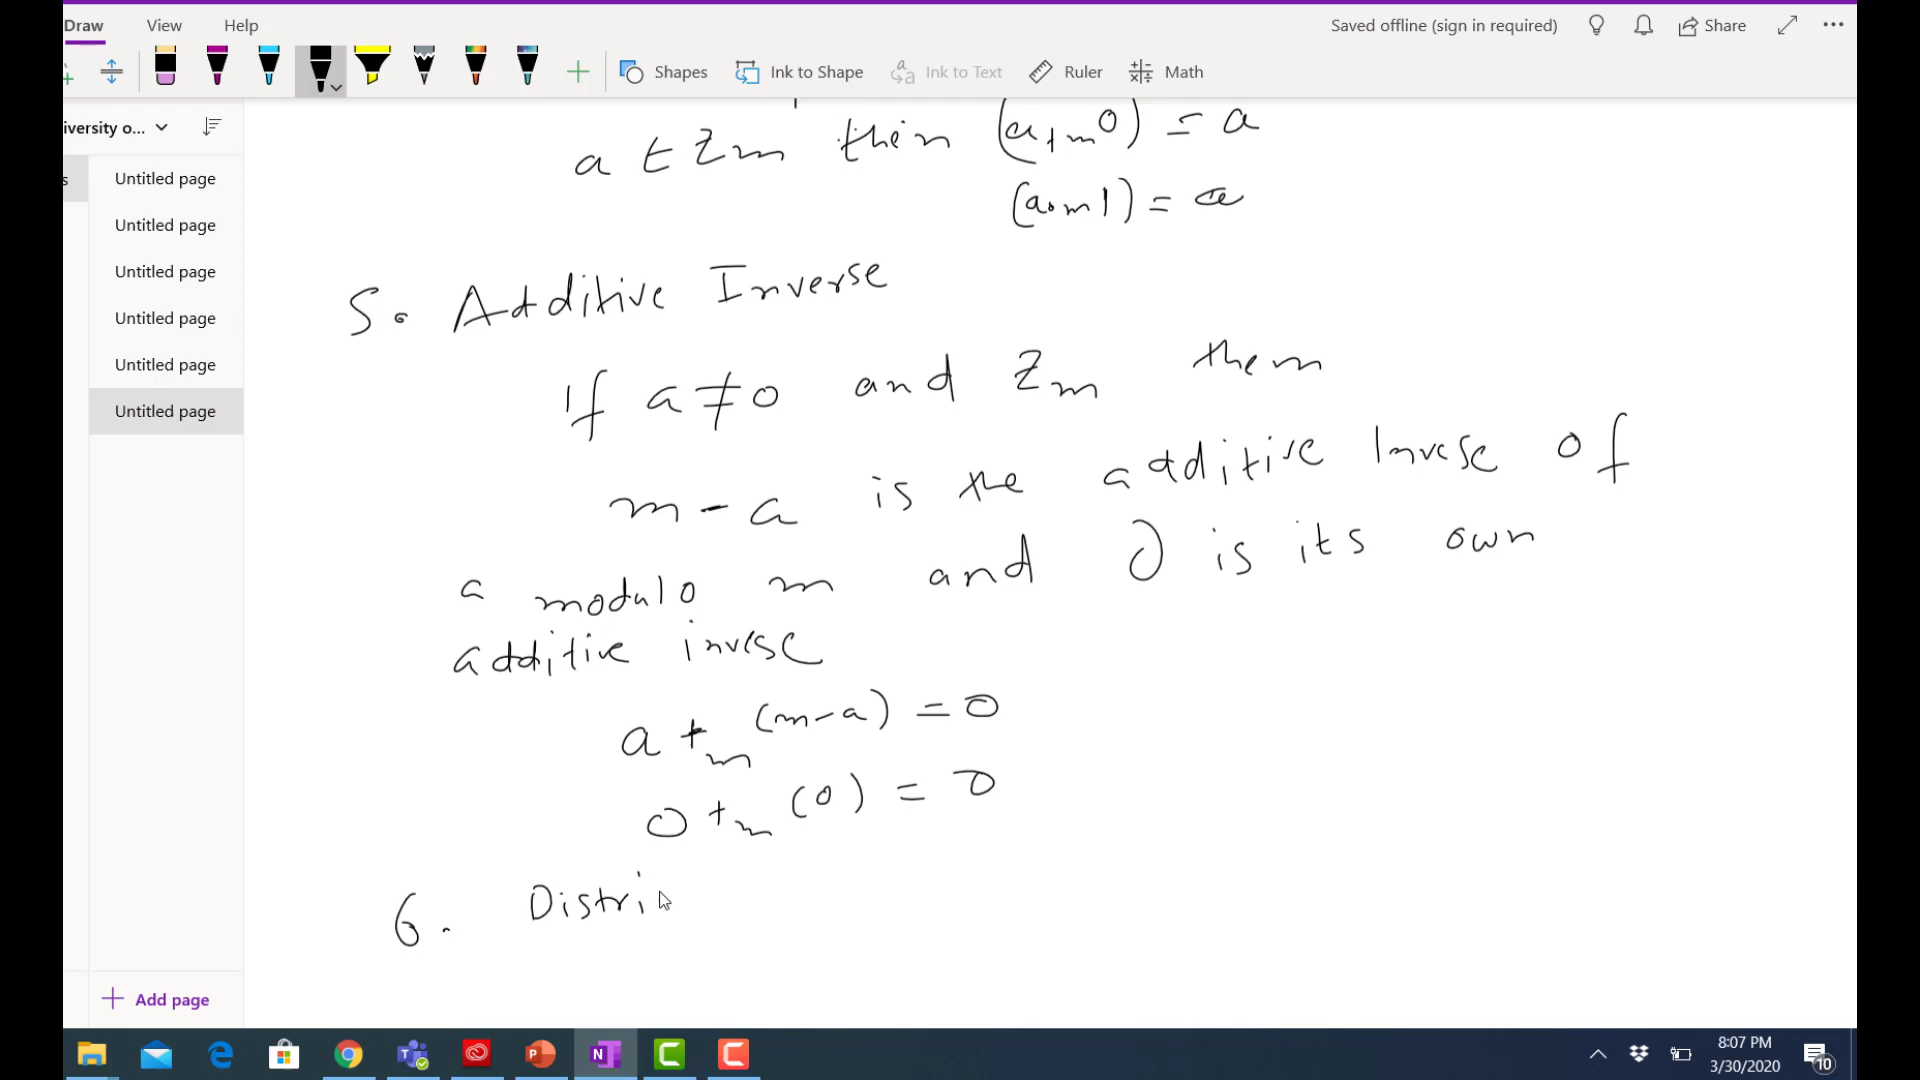 Draw View Help Saved offline (sign in required) Share
Shapes Ink to Shape Ink to Text Ruler Math
iversity o...
s
Untitled page
Untitled page
Untitled page
Untitled page
Untitled page
Untitled page
Add page
a ∈ Zm then (a +m 0) = a
(a ·m 1) = a
5. Additive Inverse
If a ≠ 0 and Zm then
m - a is the additive Invese of
a modulo m and 0 is its own
additive invese
a +m (m-a) = 0
0 +m (0) = 0
6. Distri
8:07 PM
3/30/2020
10